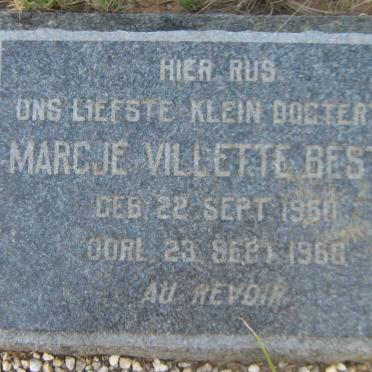 HIER RUS
ONS LIEFSTE KLEIN DOGTER
MARCJE VILLETTE BEST
GEB. 22 SEPT. 1960
OORL. 23 SEPT. 1960
AU REVOIR